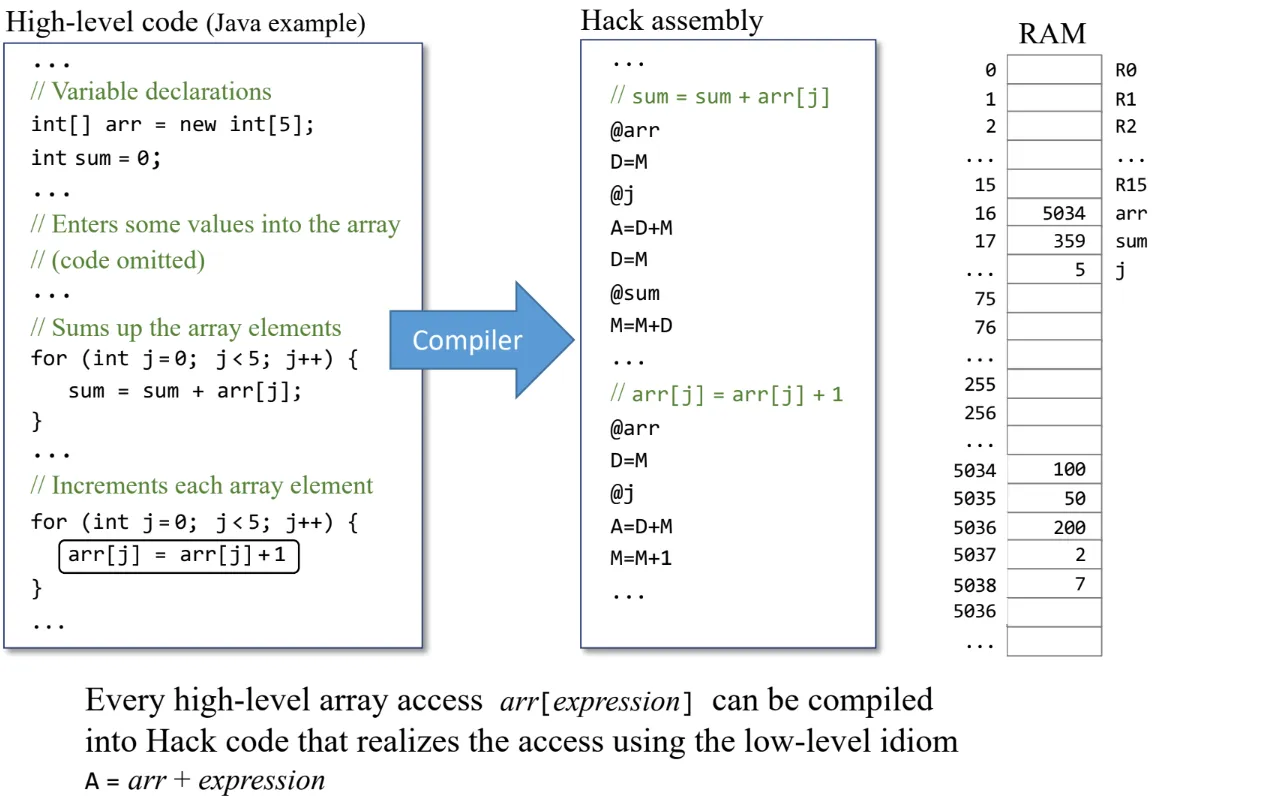 High-level code (Java example)
...
// Variable declarations
int[] arr = new int[5];
int sum = 0;
...
// Enters some values into the array
// (code omitted)
...
// Sums up the array elements
for (int j=0; j<5; j++) {
sum = sum + arr[j];
}
...
// Increments each array element
for (int j=0; j<5; j++) {
arr[j] = arr[j]+1
}
...
Compiler
Hack assembly
...
// sum = sum + arr[j]
@arr
D=M
@j
A=D+M
D=M
@sum
M=M+D
...
// arr[j] = arr[j] + 1
@arr
D=M
@j
A=D+M
M=M+1
...
RAM
0 R0
1 R1
2 R2
... ...
15 R15
16 5034 arr
17 359 sum
... 5 j
75
76
...
255
256
...
5034 100
5035 50
5036 200
5037 2
5038 7
5036
...
Every high-level array access arr[expression] can be compiled
into Hack code that realizes the access using the low-level idiom
A = arr + expression